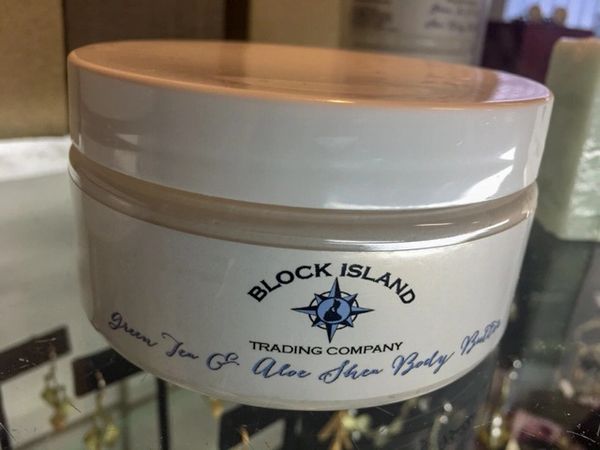 BLOCK ISLAND
TRADING COMPANY
Green Tea & Aloe Shea Body Butter